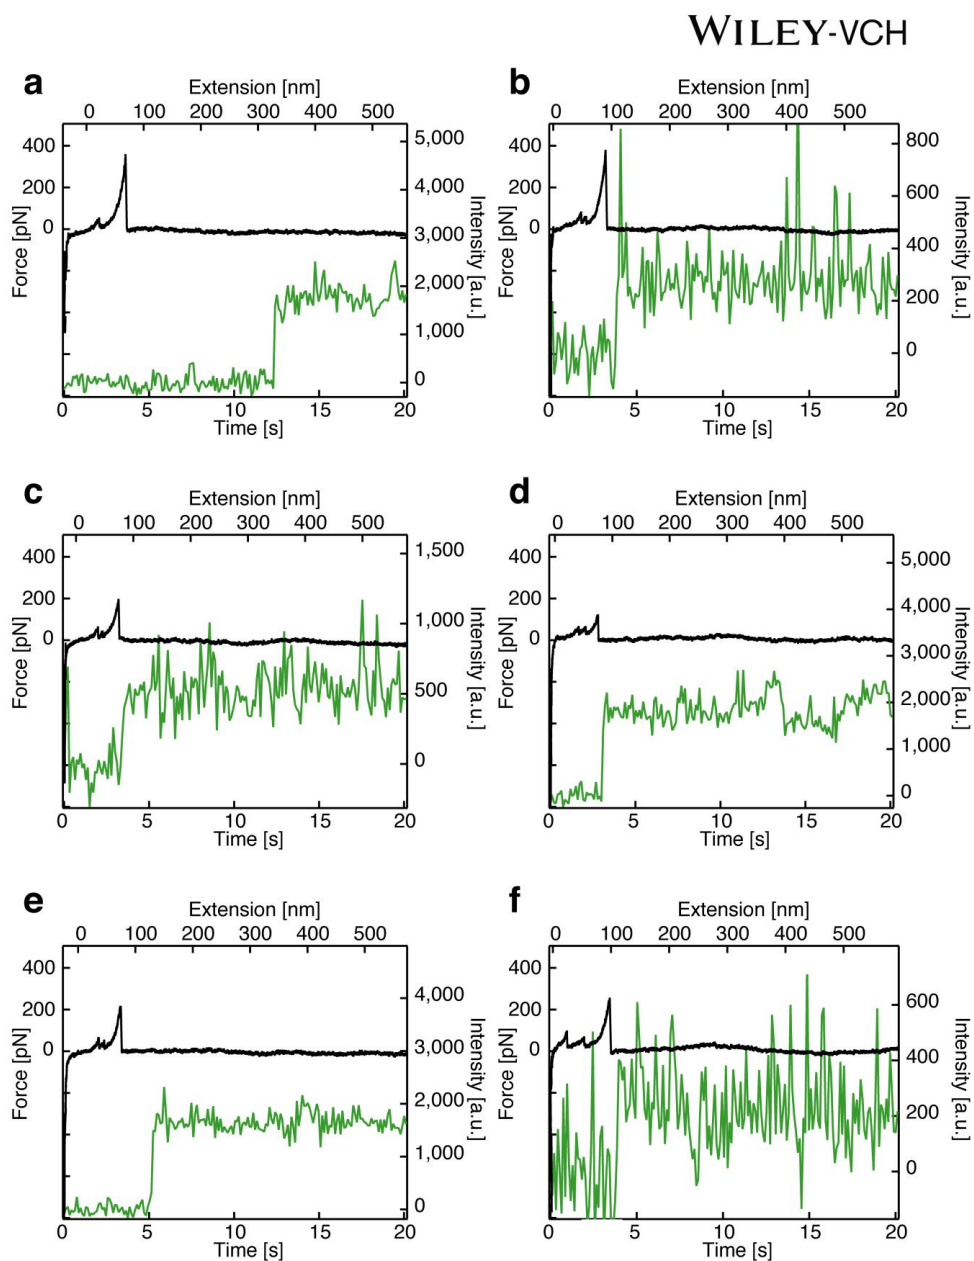 WILEY-VCH
a
Extension [nm]
0 100 200 300 400 500
Force [pN]
400
200
0
5,000
4,000
3,000
2,000
1,000
0
Intensity [a.u.]
0 5 10 15 20
Time [s]
b
Extension [nm]
0 100 200 300 400 500
Force [pN]
400
200
0
800
600
400
200
0
Intensity [a.u.]
0 5 10 15 20
Time [s]
c
Extension [nm]
0 100 200 300 400 500
Force [pN]
400
200
0
1,500
1,000
500
0
Intensity [a.u.]
0 5 10 15 20
Time [s]
d
Extension [nm]
0 100 200 300 400 500
Force [pN]
400
200
0
5,000
4,000
3,000
2,000
1,000
0
Intensity [a.u.]
0 5 10 15 20
Time [s]
e
Extension [nm]
0 100 200 300 400 500
Force [pN]
400
200
0
4,000
3,000
2,000
1,000
0
Intensity [a.u.]
0 5 10 15 20
Time [s]
f
Extension [nm]
0 100 200 300 400 500
Force [pN]
400
200
0
600
400
200
0
Intensity [a.u.]
0 5 10 15 20
Time [s]